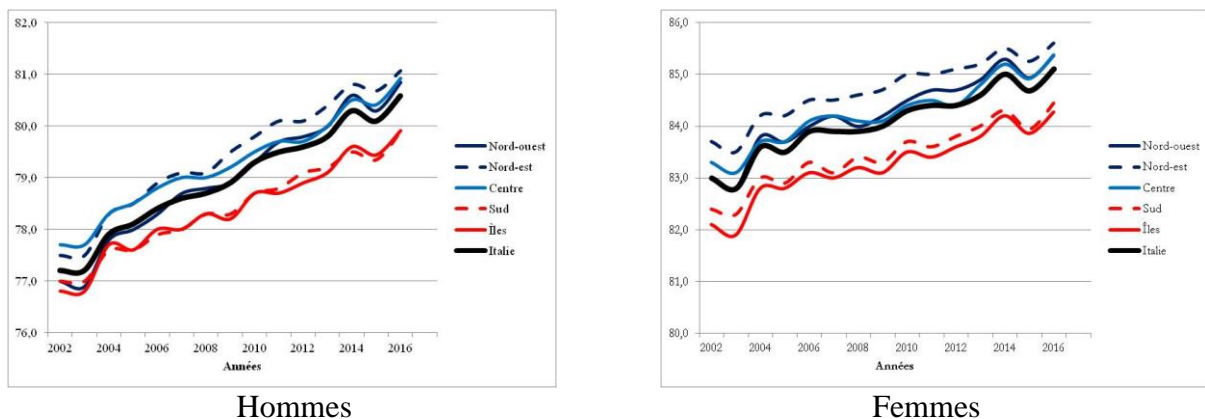 82,0
81,0
80,0
79,0
78,0
77,0
76,0
2002 2004 2006 2008 2010 2012 2014 2016
Années
Nord-ouest
Nord-est
Centre
Sud
Îles
Italie
Hommes
86,0
85,0
84,0
83,0
82,0
81,0
80,0
2002 2004 2006 2008 2010 2012 2014 2016
Années
Nord-ouest
Nord-est
Centre
Sud
Îles
Italie
Femmes